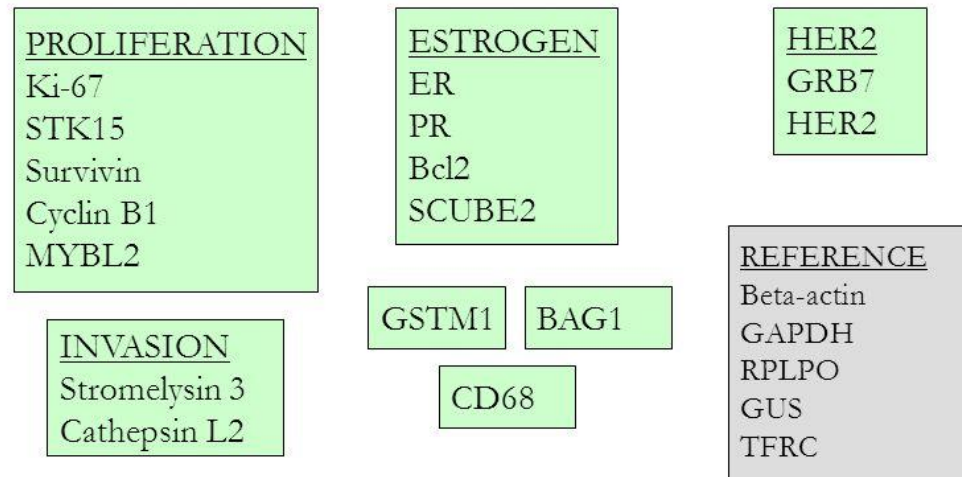 PROLIFERATION
Ki-67
STK15
Survivin
Cyclin B1
MYBL2
ESTROGEN
ER
PR
Bcl2
SCUBE2
HER2
GRB7
HER2
INVASION
Stromelysin 3
Cathepsin L2
GSTM1
BAG1
CD68
REFERENCE
Beta-actin
GAPDH
RPLPO
GUS
TFRC